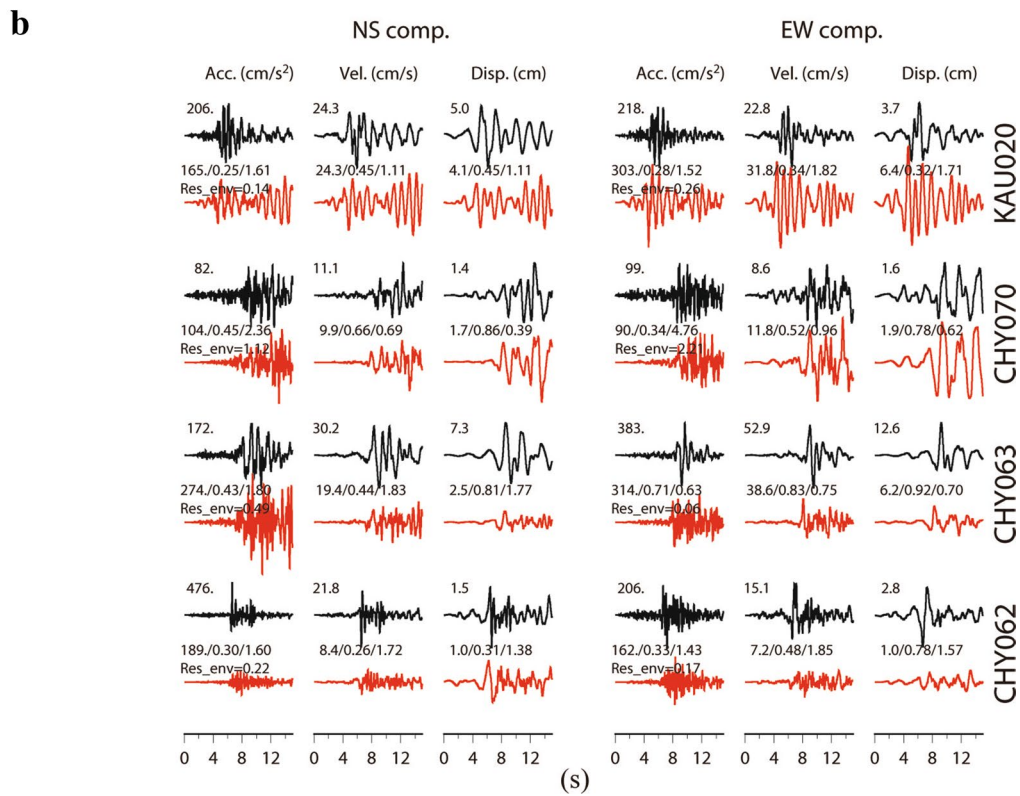 b
NS comp. EW comp.
Acc. (cm/s²) Vel. (cm/s) Disp. (cm) Acc. (cm/s²) Vel. (cm/s) Disp. (cm)
206. 24.3 5.0 218. 22.8 3.7
165./0.25/1.61 24.3/0.45/1.11 4.1/0.45/1.11 303./0.28/1.52 31.8/0.34/1.82 6.4/0.32/1.71
Res_env=0.14 Res_env=0.26
KAU020
82. 11.1 1.4 99. 8.6 1.6
104./0.45/2.36 9.9/0.66/0.69 1.7/0.86/0.39 90./0.34/4.76 11.8/0.52/0.96 1.9/0.78/0.62
Res_env=1.12 Res_env=2.21
CHY070
172. 30.2 7.3 383. 52.9 12.6
274./0.43/1.80 19.4/0.44/1.83 2.5/0.81/1.77 314./0.71/0.63 38.6/0.83/0.75 6.2/0.92/0.70
Res_env=0.49 Res_env=0.06
CHY063
476. 21.8 1.5 206. 15.1 2.8
189./0.30/1.60 8.4/0.26/1.72 1.0/0.31/1.38 162./0.33/1.43 7.2/0.48/1.85 1.0/0.78/1.57
Res_env=0.22 Res_env=0.17
CHY062
0 4 8 12 0 4 8 12 0 4 8 12 0 4 8 12 0 4 8 12 0 4 8 12
(s)